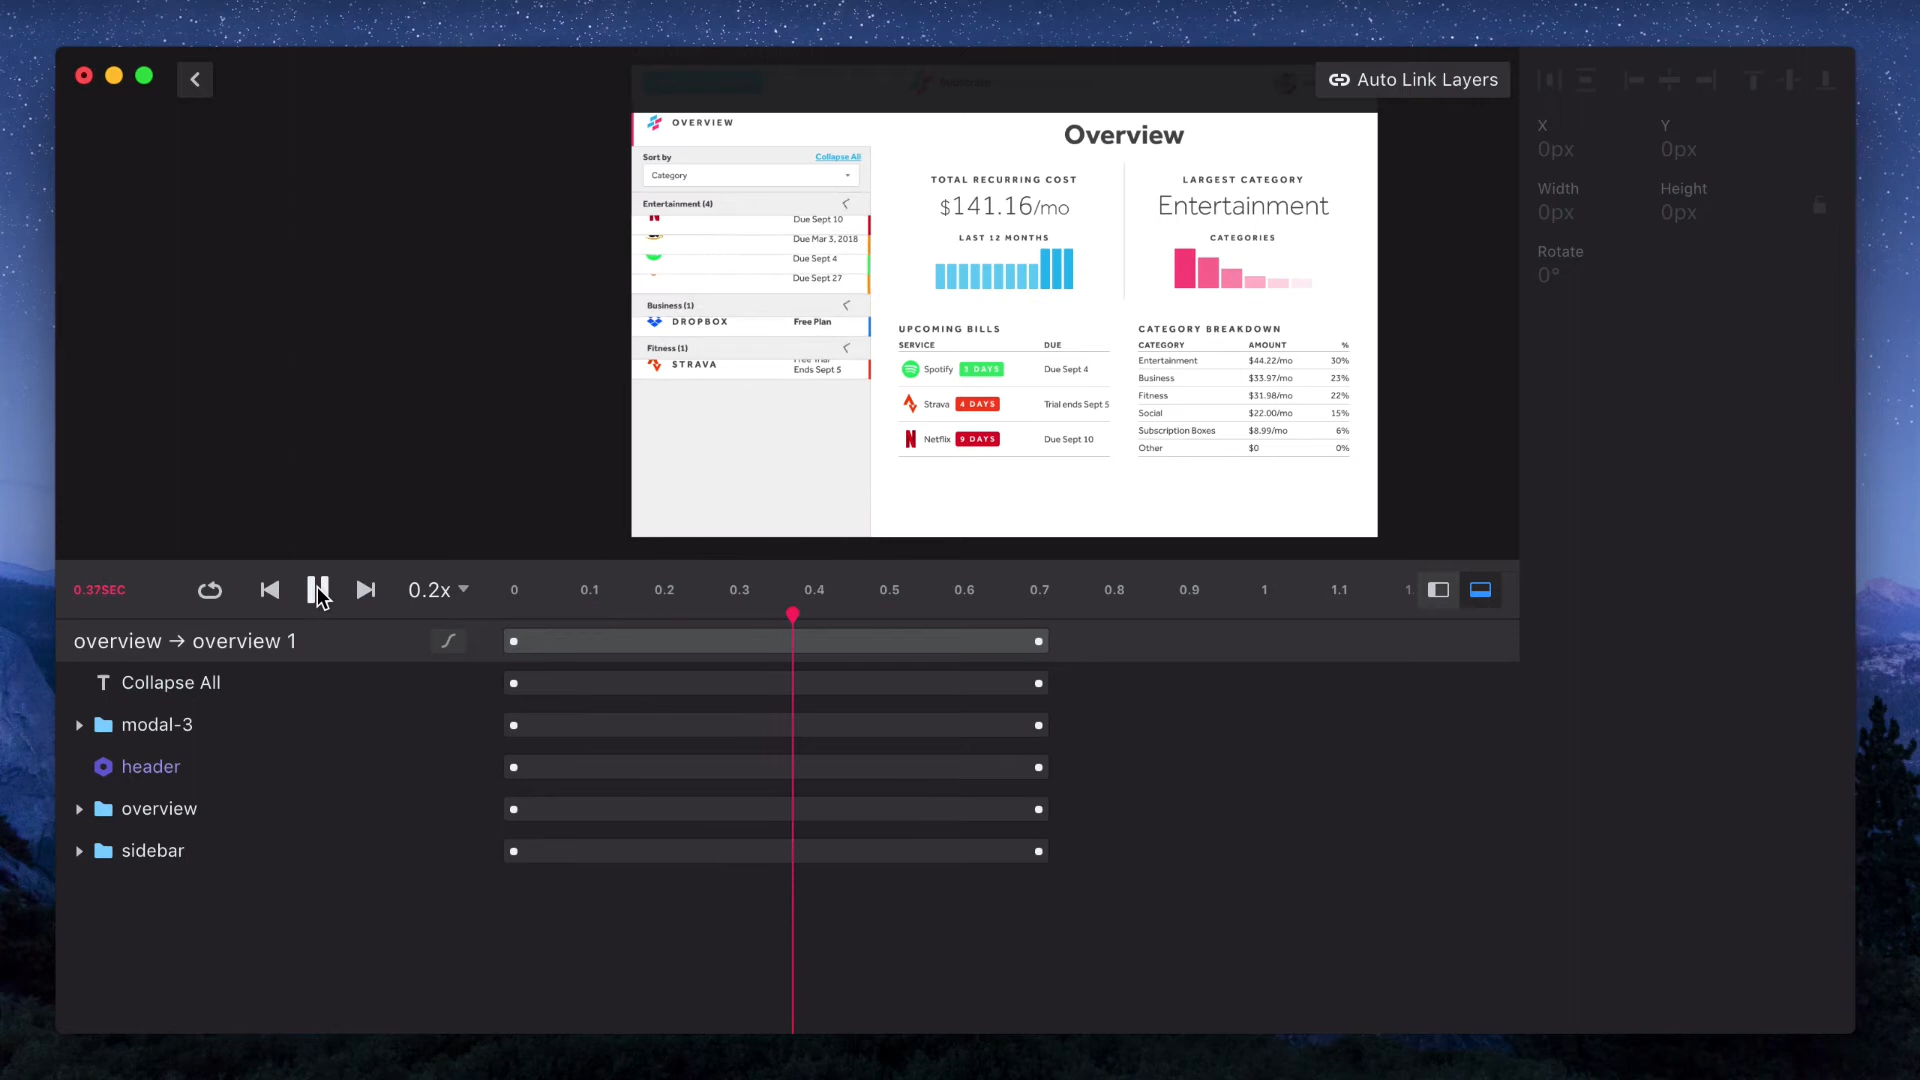 Auto Link Layers
X
Y
0px
0px
Width
Height
0px
0px
Rotate
0°
OVERVIEW
Sort by
Collapse All
Category
Entertainment (4)
Due Sept 10
Due Mar 3, 2018
Due Sept 4
Due Sept 27
Business (1)
DROPBOX
Free Plan
Fitness (1)
STRAVA
Ends Sept 5
Overview
TOTAL RECURRING COST
$141.16/mo
LAST 12 MONTHS
LARGEST CATEGORY
Entertainment
CATEGORIES
UPCOMING BILLS
SERVICE DUE
Spotify 3 DAYS Due Sept 4
Strava 4 DAYS Trial ends Sept 5
Netflix 9 DAYS Due Sept 10
CATEGORY BREAKDOWN
CATEGORY AMOUNT %
Entertainment $44.22/mo 30%
Business $33.97/mo 23%
Fitness $31.98/mo 22%
Social $22.00/mo 15%
Subscription Boxes $8.99/mo 6%
Other $0 0%
0.37SEC
0.2x
0 0.1 0.2 0.3 0.4 0.5 0.6 0.7 0.8 0.9 1 1.1 1.
overview → overview 1
Collapse All
modal-3
header
overview
sidebar